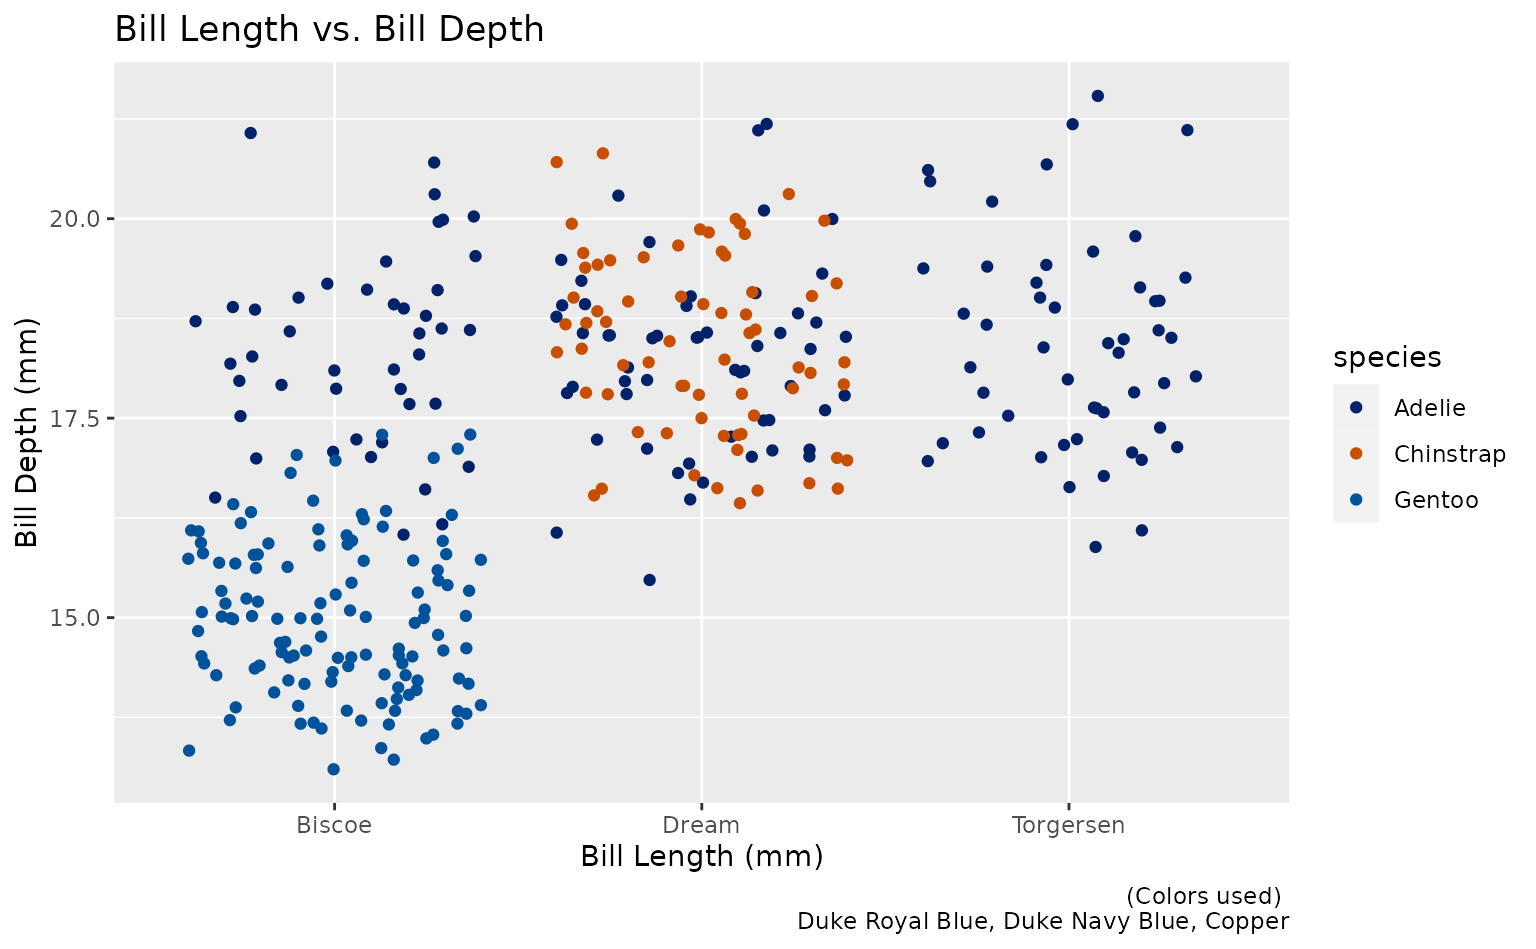 Bill Length vs. Bill Depth
Bill Depth (mm)
20.0
17.5
15.0
Biscoe
Dream
Torgersen
Bill Length (mm)
species
Adelie
Chinstrap
Gentoo
(Colors used)
Duke Royal Blue, Duke Navy Blue, Copper